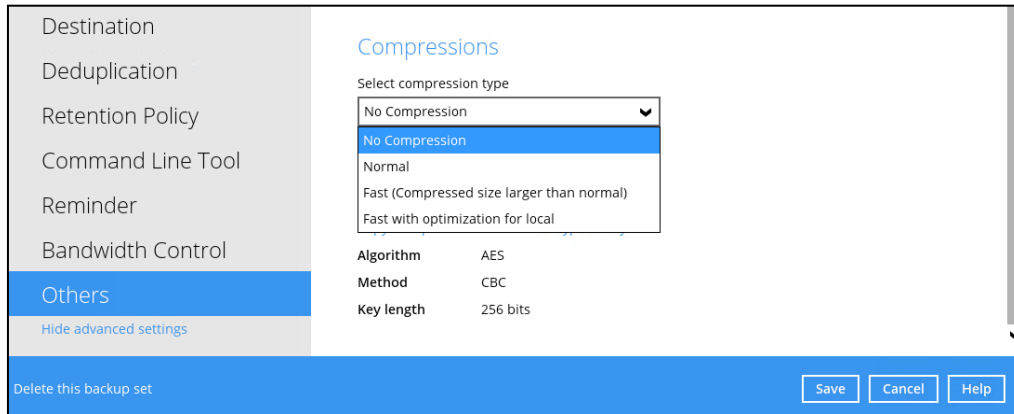 Destination
Deduplication
Retention Policy
Command Line Tool
Reminder
Bandwidth Control
Others
Hide advanced settings
Compressions
Select compression type
No Compression
No Compression
Normal
Fast (Compressed size larger than normal)
Fast with optimization for local
Algorithm AES
Method CBC
Key length 256 bits
Delete this backup set
Save Cancel Help